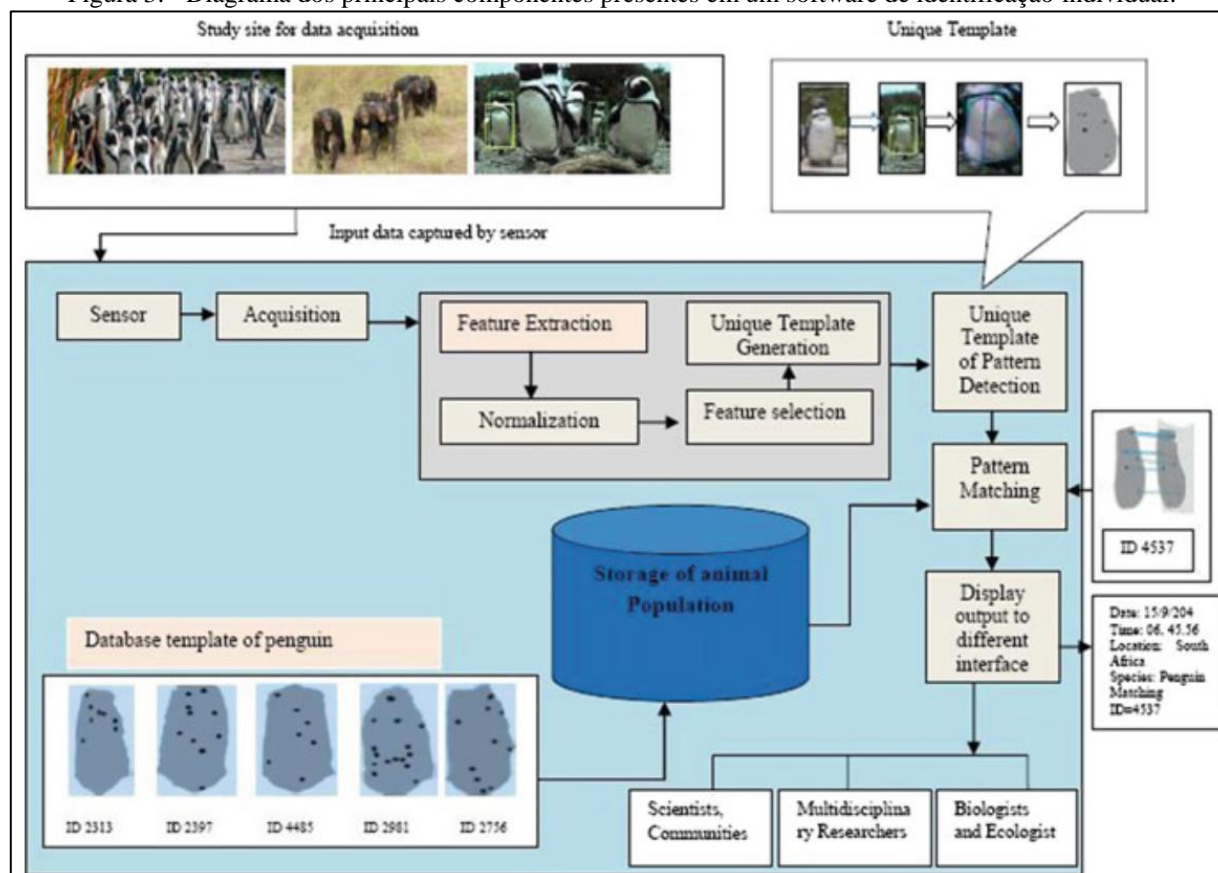 Figura 3. - Diagrama dos principais componentes presentes em um software de identificação individual.
Study site for data acquisition
Unique Template
Input data captured by sensor
Sensor
Acquisition
Feature Extraction
Normalization
Unique Template
Generation
Feature selection
Unique
Template
of Pattern
Detection
Pattern
Matching
ID 4537
Storage of animal
Population
Display
output to
different
interface
Date: 15/9/204
Time: 06. 45.56
Location: South
Africa
Species: Penguin
Matching
ID=4537
Database template of penguin
ID 2313
ID 2397
ID 4485
ID 2981
ID 2756
Scientists,
Communities
Multidisciplina
ry Researchers
Biologists
and Ecologist